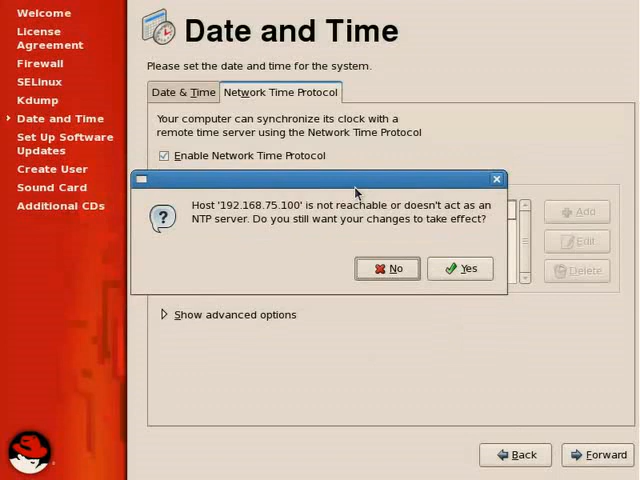 Welcome
License
Agreement
Firewall
SELinux
Kdump
Date and Time
Set Up Software
Updates
Create User
Sound Card
Additional CDs
Date and Time
Please set the date and time for the system.
Date & Time
Network Time Protocol
Your computer can synchronize its clock with a
remote time server using the Network Time Protocol
Enable Network Time Protocol
Host '192.168.75.100' is not reachable or doesn't act as an
NTP server. Do you still want your changes to take effect?
No
Yes
Add
Edit
Delete
Show advanced options
Back
Forward